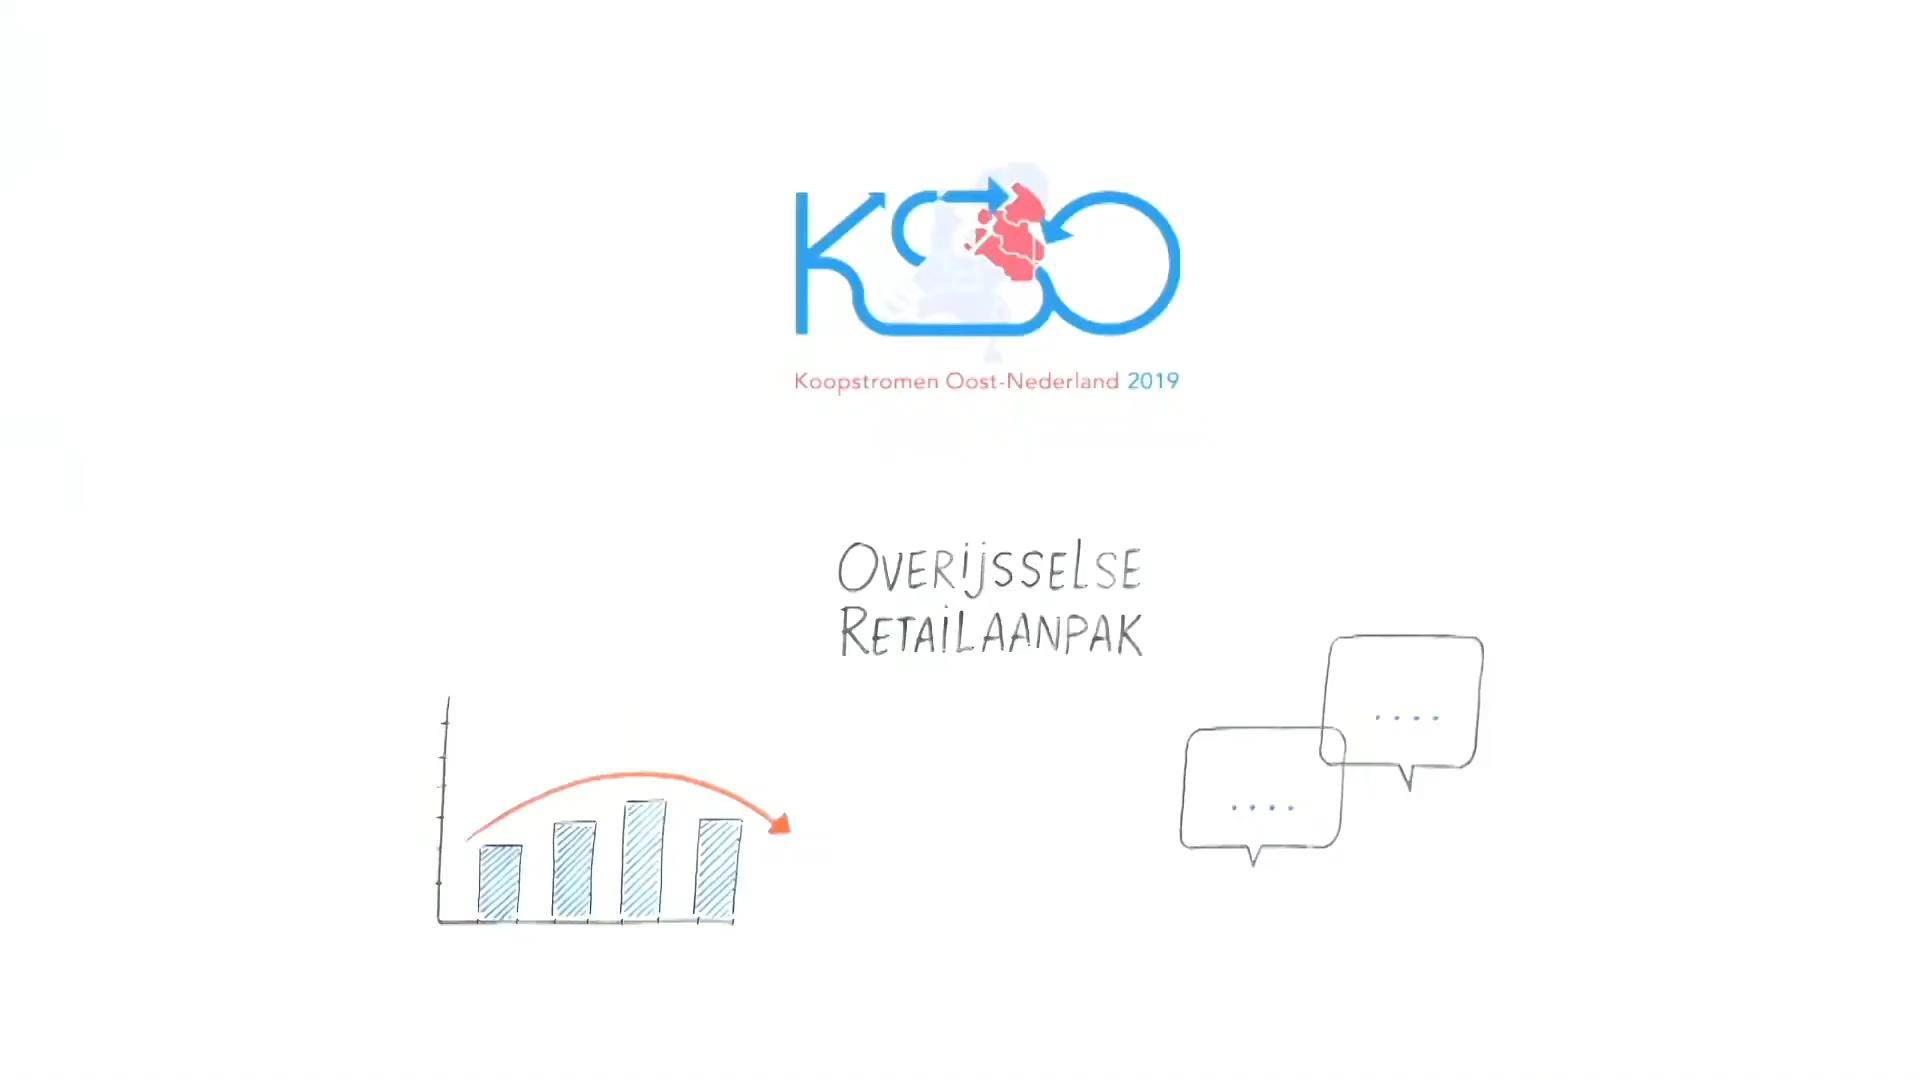 KSO
Koopstromen Oost-Nederland 2019
OVERIJSSELSE
RETAILAANPAK